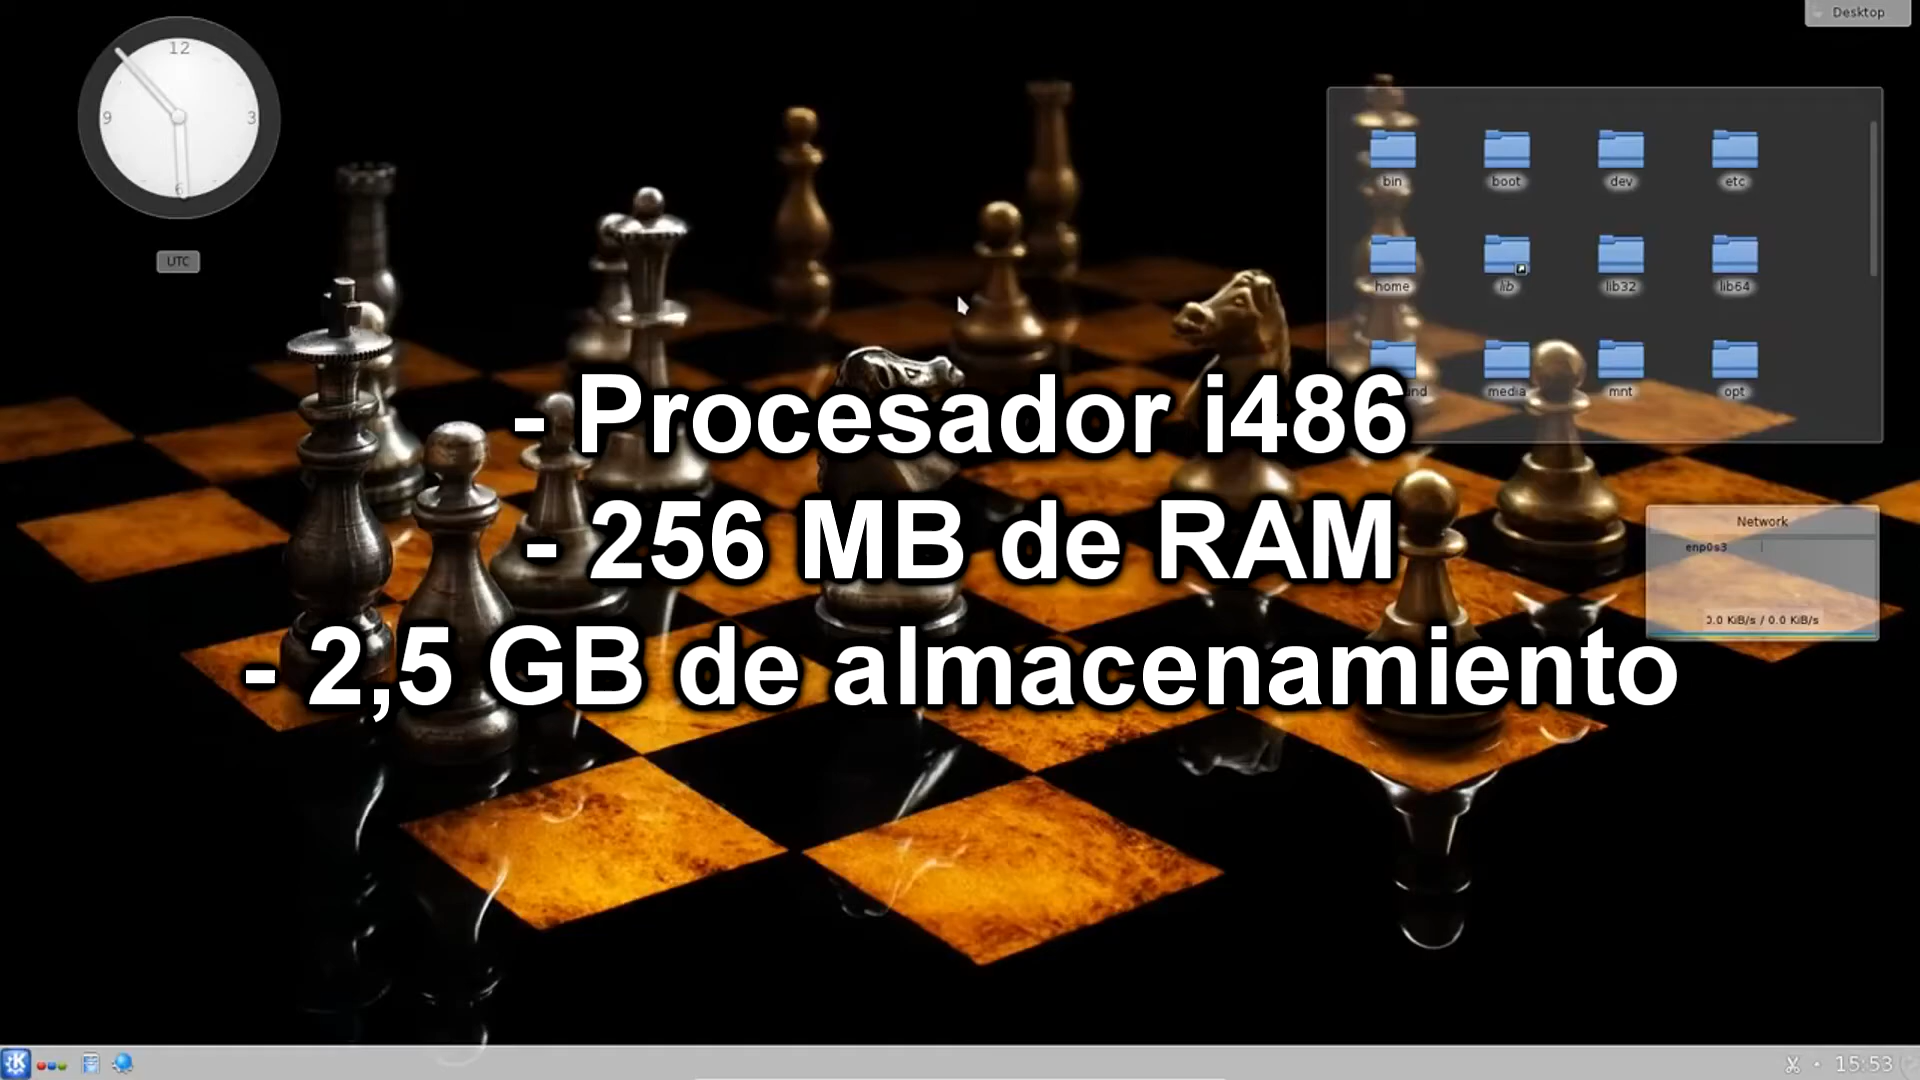 Desktop
12
9
3
6
UTC
bin
boot
dev
etc
home
lib
lib32
lib64
media
mnt
opt
- Procesador i486
- 256 MB de RAM
- 2,5 GB de almacenamiento
Network
enp0s3
0.0 KiB/s / 0.0 KiB/s
15:53